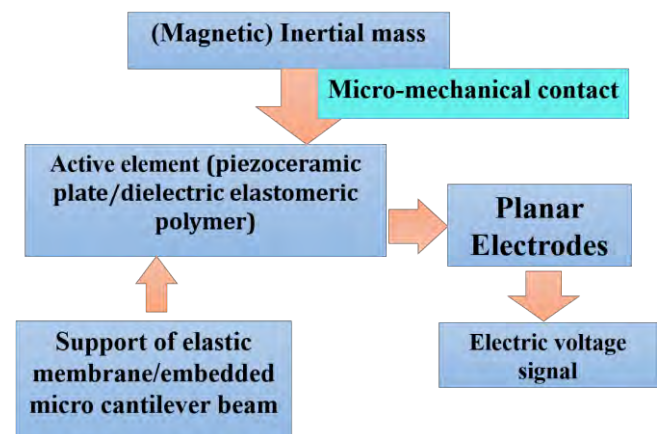 (Magnetic) Inertial mass
Micro-mechanical contact
Active element (piezoceramic
plate/dielectric elastomeric
polymer)
Planar
Electrodes
Support of elastic
membrane/embedded
micro cantilever beam
Electric voltage
signal